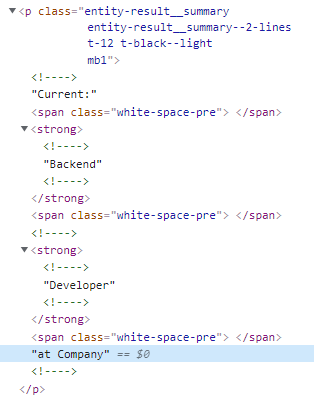 ▼<p class="entity-result__summary
entity-result__summary--2-lines
t-12 t-black--light
mb1">
<!---->
"Current:"
<span class="white-space-pre"> </span>
▼<strong>
<!---->
"Backend"
<!---->
</strong>
<span class="white-space-pre"> </span>
<!---->
▼<strong>
<!---->
"Developer"
<!---->
</strong>
<span class="white-space-pre"> </span>
"at Company" == $0
<!---->
</p>